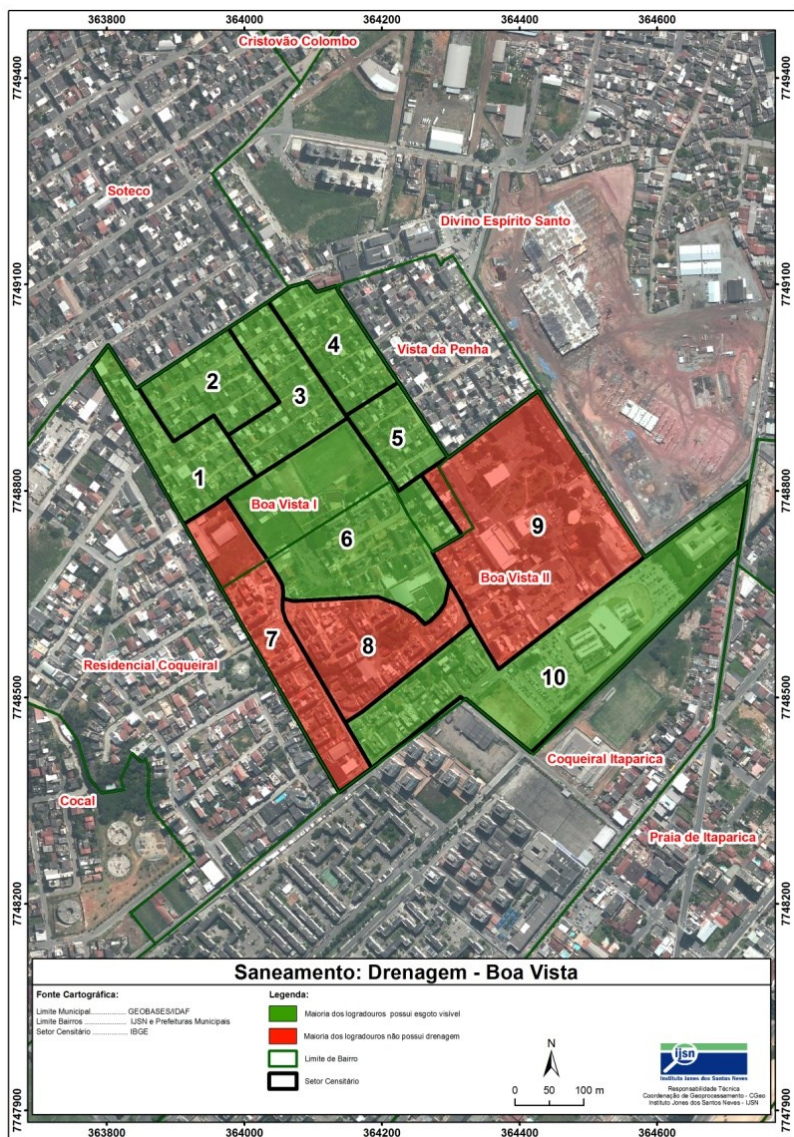 363800 364000 364200 364400 364600
Cristovão Colombo
7749400 7749400
Soteco
Divino Espírito Santo
7749100 7749100
Vista da Penha
4
2
3
5
1
7748800 7748800
Boa Vista I
9
6
Boa Vista II
7
8
Residencial Coqueiral
10
7748500 7748500
Coqueiral Itaparica
Cocal
Praia de Itaparica
7748200 7748200
Saneamento: Drenagem - Boa Vista
Fonte Cartográfica:
Limite Municipal............... GEOBASES/IDAF
Limite Bairros .................. IJSN e Prefeituras Municipais
Setor Censitário .............. IBGE
Legenda:
Maioria dos logradouros possui esgoto visível
Maioria dos logradouros não possui drenagem
Limite de Bairro
Setor Censitário
N
0 50 100 m
ijsn
Instituto Jones dos Santos Neves
Responsabilidade Técnica
Coordenação de Geoprocessamento - CGeo
Instituto Jones dos Santos Neves - IJSN
7747900 7747900
363800 364000 364200 364400 364600